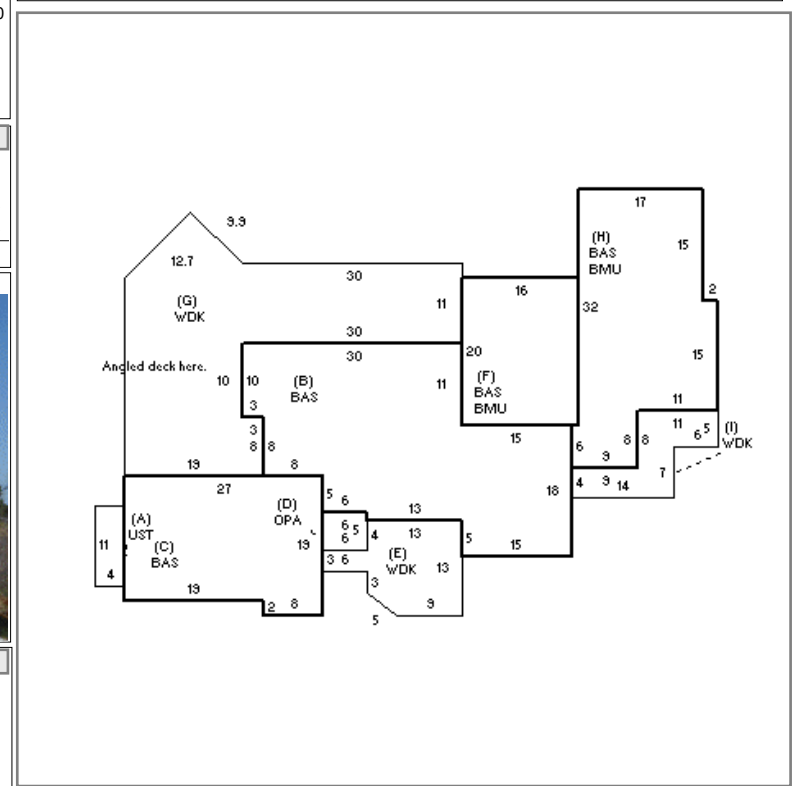 17
9.9
(H)
BAS
BMU
15
12.7
30
16
2
(G)
WDK
11
32
30
30
20
15
Angled deck here.
10
10
(B)
BAS
11
(F)
BAS
BMU
3
11
3
8
8
15
6
8
8
11
6
5
(I)
WDK
19
8
9
7
27
5
6
18
4
9
14
(A)
UST
(D)
OPA
13
6
6
5
4
13
5
11
(C)
BAS
19
(E)
WDK
15
3
6
13
4
19
3
2
8
9
5